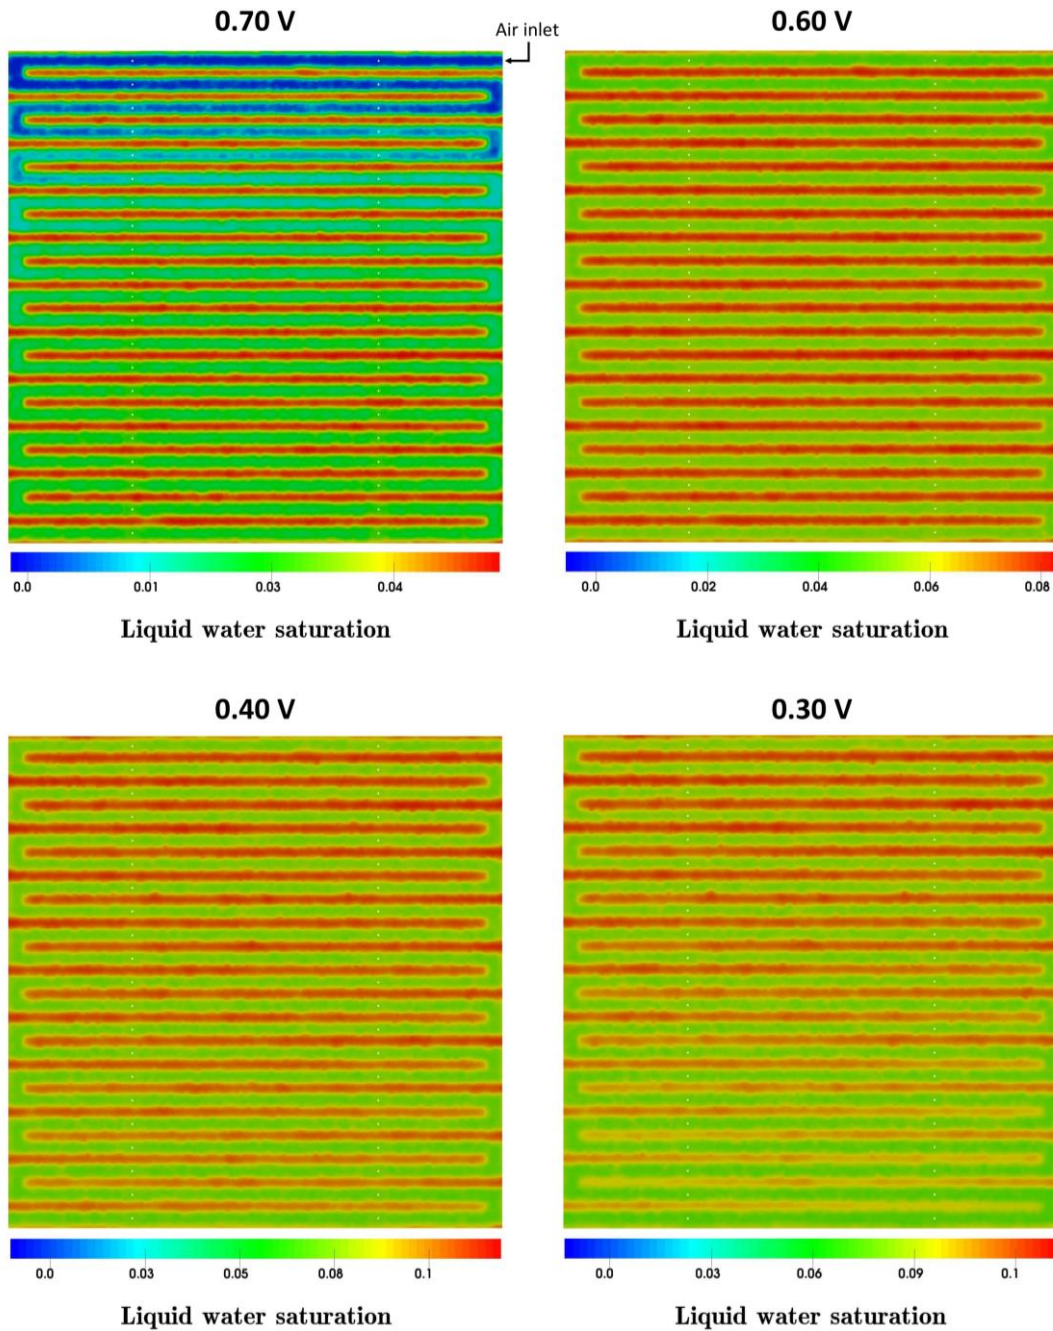 0.70 V
Air inlet
0.60 V
0.0 0.01 0.03 0.04
0.0 0.02 0.04 0.06 0.08
Liquid water saturation
Liquid water saturation
0.40 V
0.30 V
0.0 0.03 0.05 0.08 0.1
0.0 0.03 0.06 0.09 0.1
Liquid water saturation
Liquid water saturation